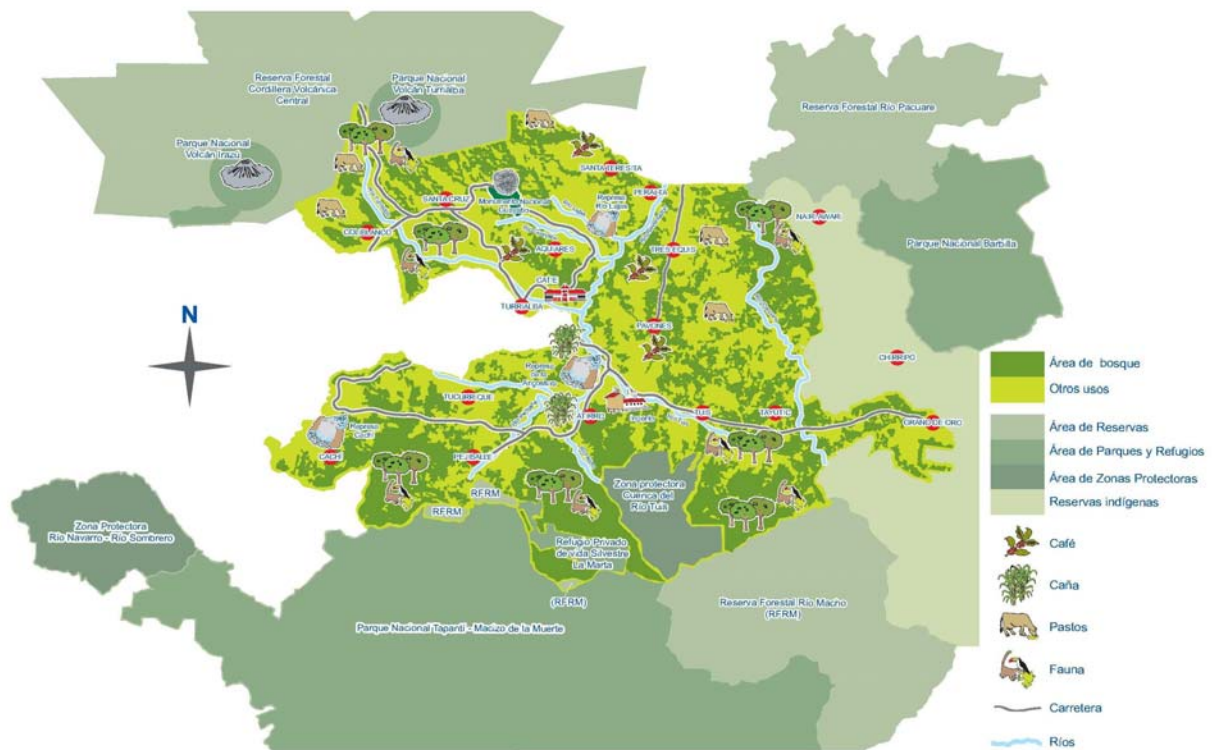 Reserva Forestal
Cordillera Volcánica
Central
Parque Nacional
Volcán Turrialba
Parque Nacional
Volcán Irazú
Reserva Forestal Río Pacuare
SANTA TERESITA
SANTA CRUZ
Monumento Nacional
Guayabo
PERALTA
Represa
NAIRI AWARI
Parque Nacional Barbilla
AQUIARES
TRES EQUIS
CATIE
TURRIALBA
PAVONES
N
CHIRRIPÓ
Represa
Angostura
TUCURRIQUE
ATIRRO
TUIS
TAYUTIC
GRANO DE ORO
Represa
Cachí
CACHÍ
PEJIBALLE
RFRM
RFRM
Zona protectora
Cuenca del
Río Tuis
Zona Protectora
Río Navarro - Río Sombrero
Refugio Privado
de vida Silvestre
La Marta
(RFRM)
Parque Nacional Tapantí - Macizo de la Muerte
Reserva Forestal Río Macho
(RFRM)
Área de bosque
Otros usos
Área de Reservas
Área de Parques y Refugios
Área de Zonas Protectoras
Reservas indígenas
Café
Caña
Pastos
Fauna
Carretera
Ríos